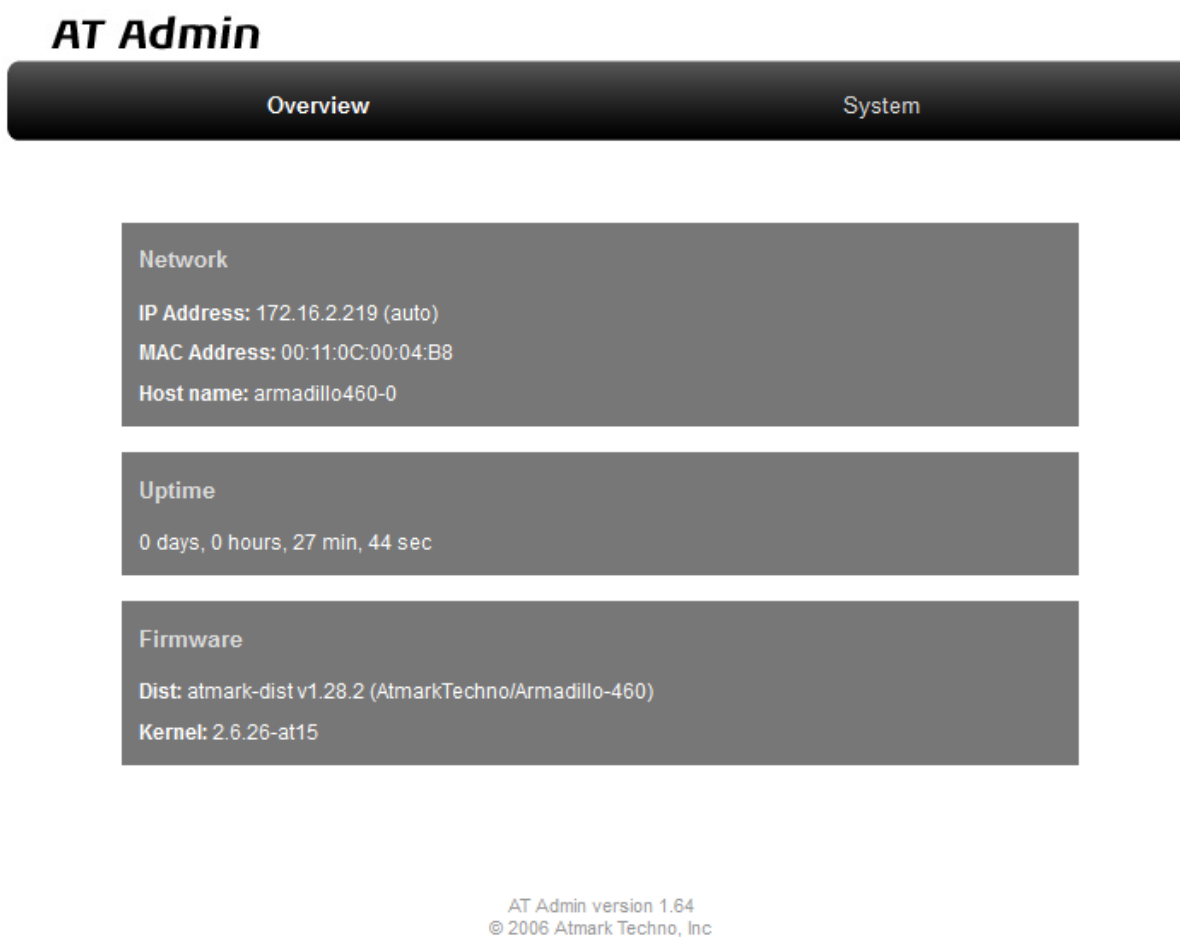 AT Admin
Overview System
Network
IP Address: 172.16.2.219 (auto)
MAC Address: 00:11:0C:00:04:B8
Host name: armadillo460-0
Uptime
0 days, 0 hours, 27 min, 44 sec
Firmware
Dist: atmark-dist v1.28.2 (AtmarkTechno/Armadillo-460)
Kernel: 2.6.26-at15
AT Admin version 1.64
© 2006 Atmark Techno, Inc